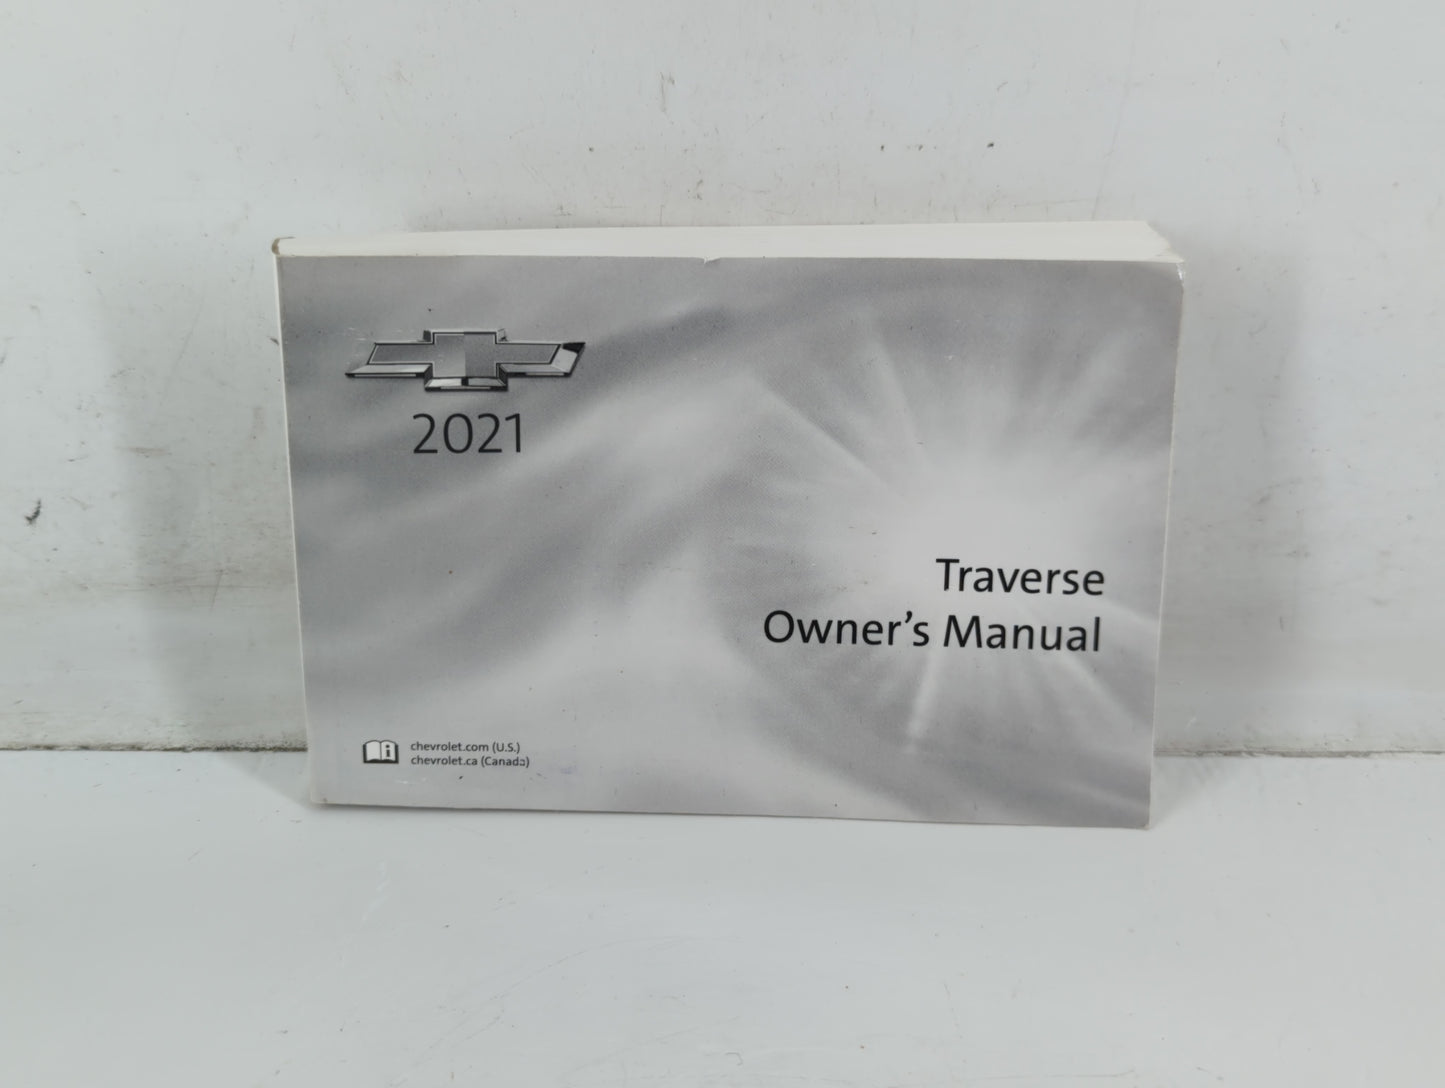 2021
Traverse
Owner's Manual
chevrolet.com (U.S.)
chevrolet.ca (Canada)